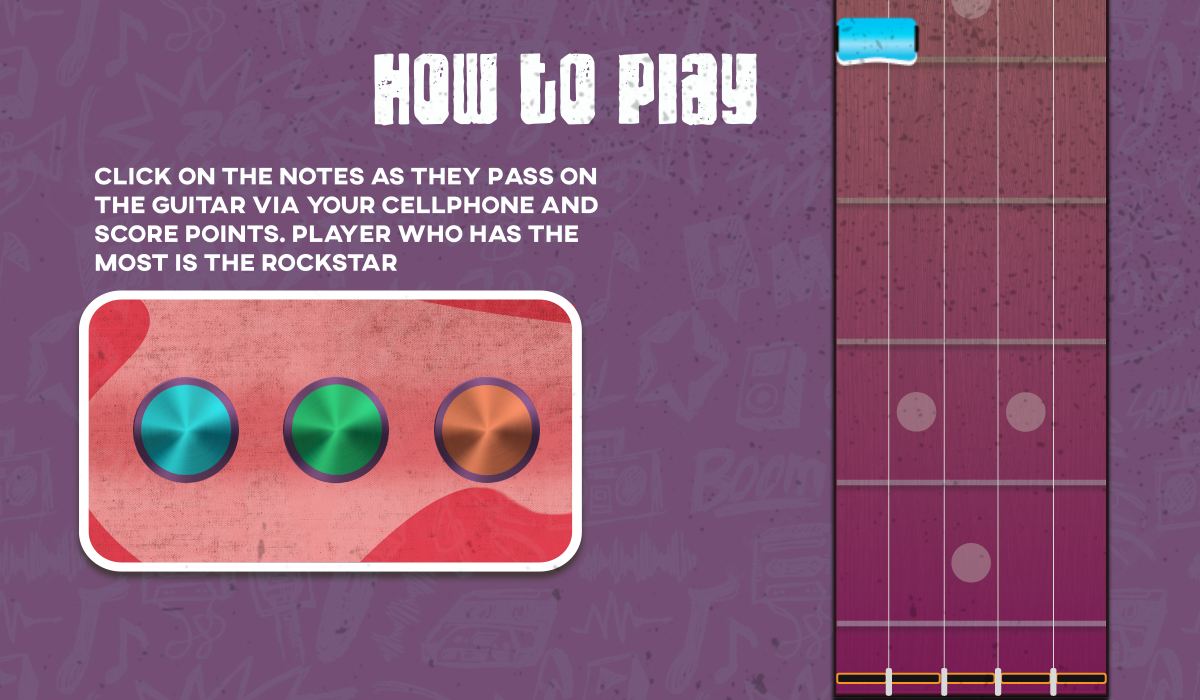 HOW to PLAY
CLICK ON THE NOTES AS THEY PASS ON
THE GUITAR VIA YOUR CELLPHONE AND
SCORE POINTS. PLAYER WHO HAS THE
MOST IS THE ROCKSTAR
BOOM